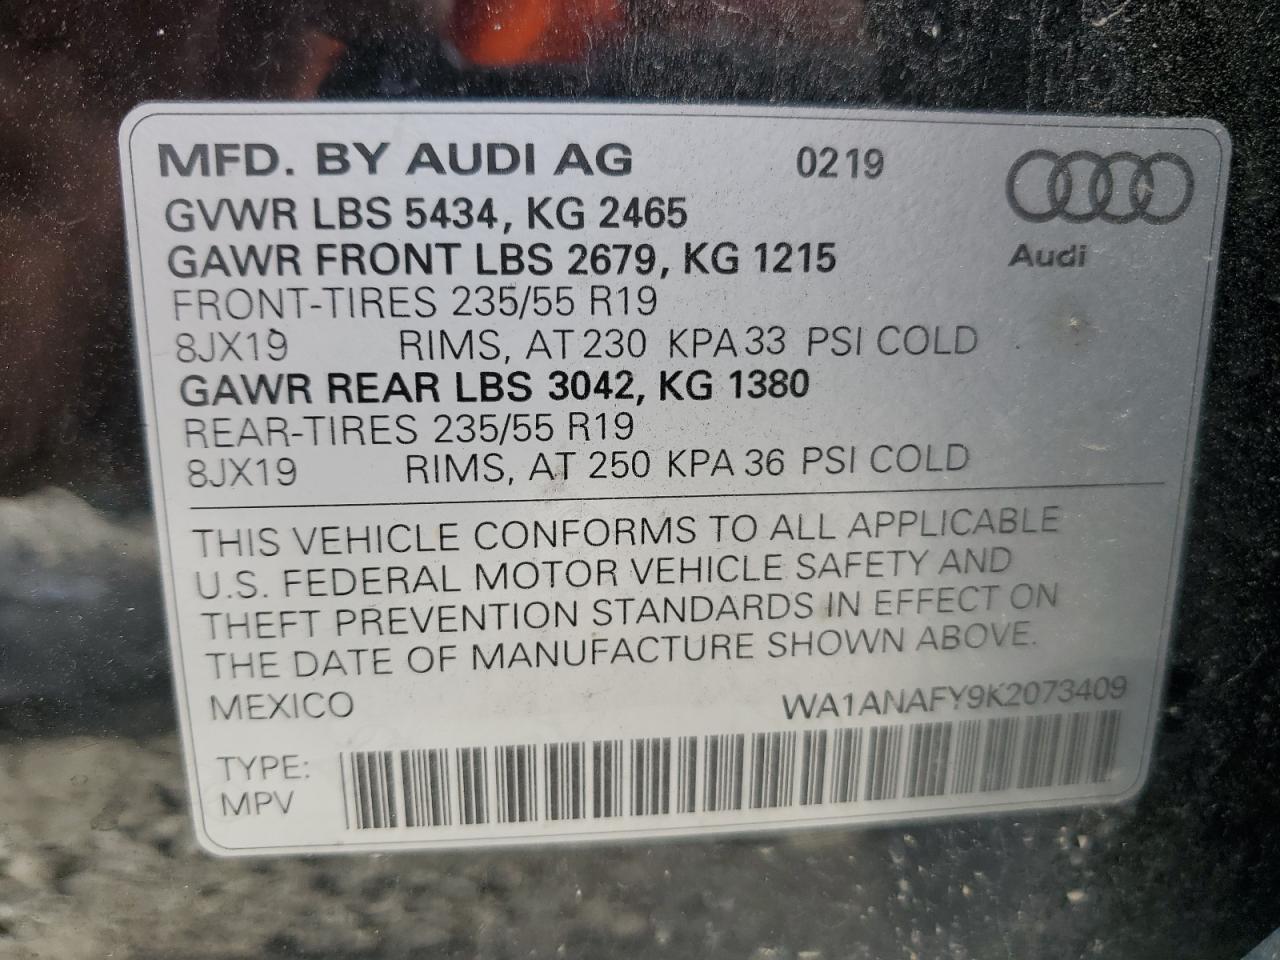 MFD. BY AUDI AG 0219
GVWR LBS 5434, KG 2465
GAWR FRONT LBS 2679, KG 1215
Audi
FRONT-TIRES 235/55 R19
8JX19 RIMS, AT 230 KPA 33 PSI COLD
GAWR REAR LBS 3042, KG 1380
REAR-TIRES 235/55 R19
8JX19 RIMS, AT 250 KPA 36 PSI COLD
THIS VEHICLE CONFORMS TO ALL APPLICABLE
U.S. FEDERAL MOTOR VEHICLE SAFETY AND
THEFT PREVENTION STANDARDS IN EFFECT ON
THE DATE OF MANUFACTURE SHOWN ABOVE.
MEXICO WA1ANAFY9K2073409
TYPE:
MPV